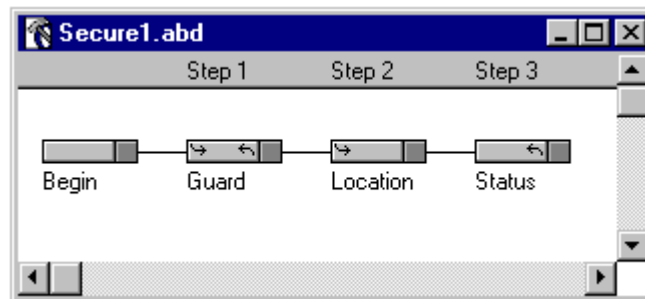 Secure1.abd
Step 1 Step 2 Step 3
Begin Guard Location Status